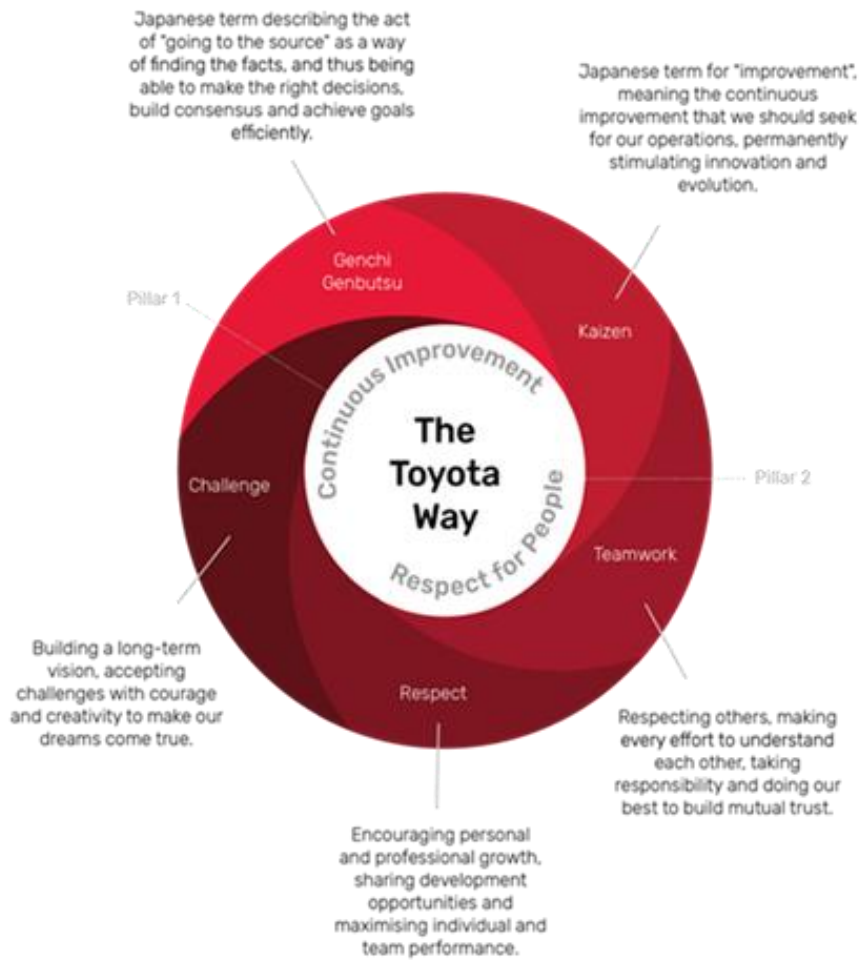 Japanese term describing the act
of "going to the source" as a way
of finding the facts, and thus being
able to make the right decisions,
build consensus and achieve goals
efficiently.
Japanese term for "improvement",
meaning the continuous
improvement that we should seek
for our operations, permanently
stimulating innovation and
evolution.
Genchi
Genbutsu
Pillar 1
Kaizen
Continuous Improvement
The
Toyota
Way
Respect for People
Challenge
Pillar 2
Teamwork
Respect
Building a long-term
vision, accepting
challenges with courage
and creativity to make our
dreams come true.
Respecting others, making
every effort to understand
each other, taking
responsibility and doing our
best to build mutual trust.
Encouraging personal
and professional growth,
sharing development
opportunities and
maximising individual and
team performance.